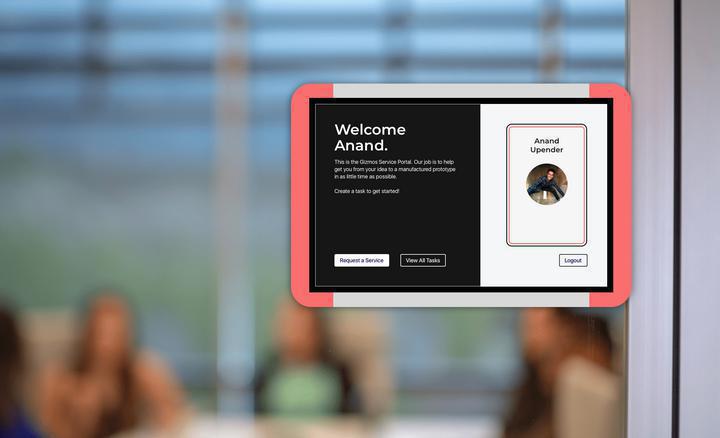 Welcome
Anand.
This is the Gizmos Service Portal. Our job is to help
get you from your idea to a manufactured prototype
in as little time as possible.
Create a task to get started!
Request a Service
View All Tasks
Anand
Upender
Logout